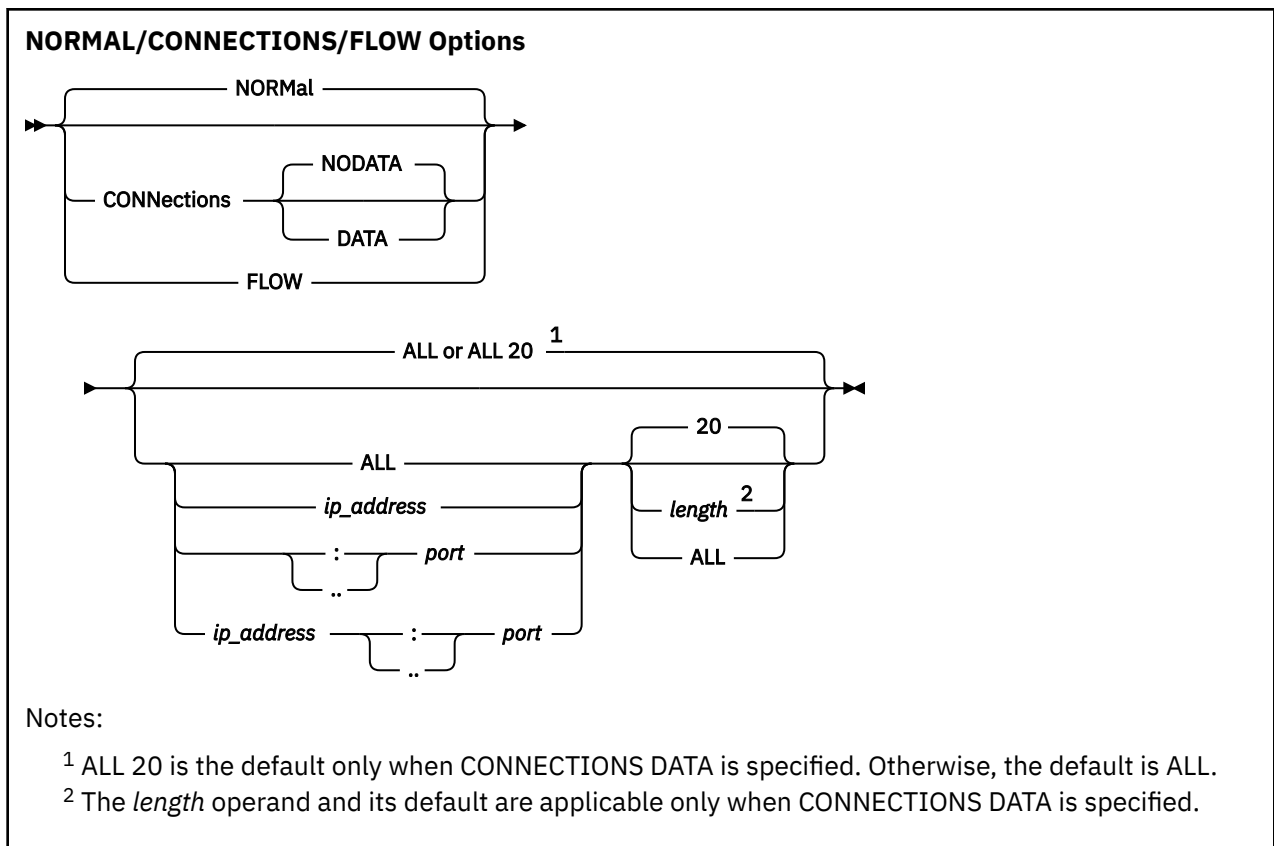 NORMAL/CONNECTIONS/FLOW Options
NORMal
NODATA
CONNections
DATA
FLOW
ALL or ALL 20 1
20
ALL
ip_address
length 2
: port
ALL
..
ip_address : port
..
Notes:
1 ALL 20 is the default only when CONNECTIONS DATA is specified. Otherwise, the default is ALL.
2 The length operand and its default are applicable only when CONNECTIONS DATA is specified.